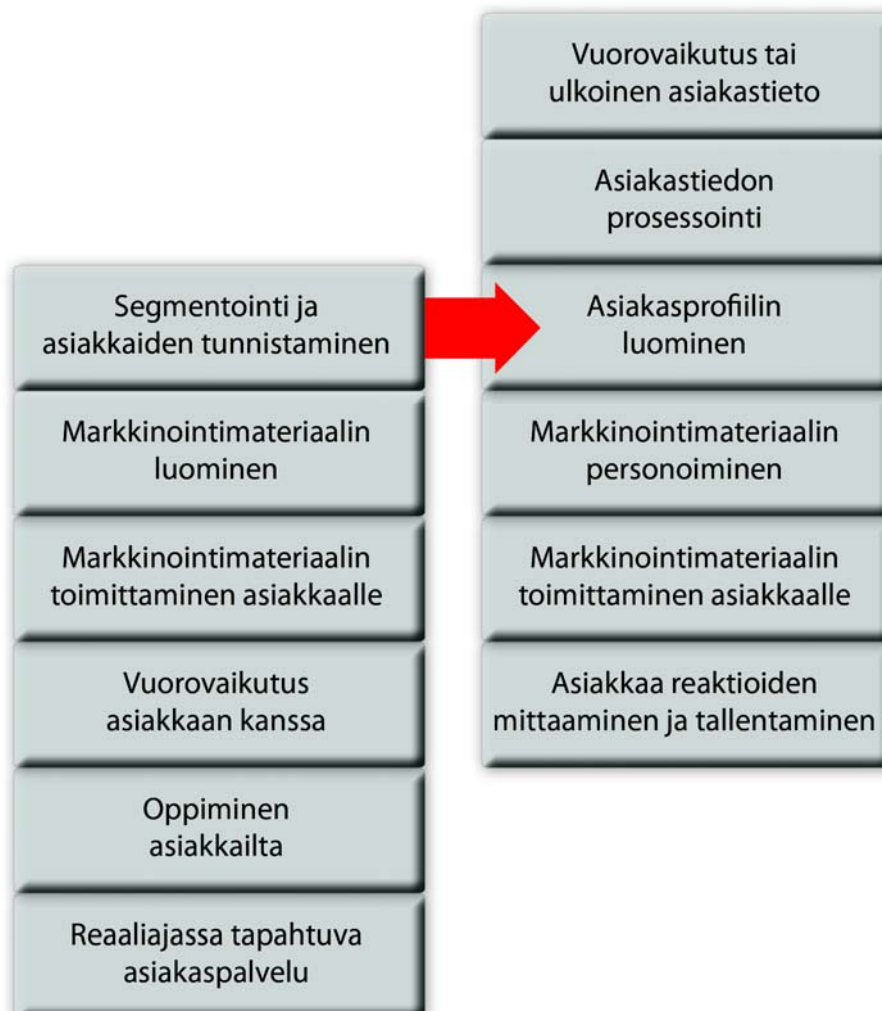 Vuorovaikutus tai
ulkoinen asiakastieto
Asiakastiedon
prosessointi
Segmentointi ja
asiakkaiden tunnistaminen
Asiakasprofiilin
luominen
Markkinointimateriaalin
luominen
Markkinointimateriaalin
personoiminen
Markkinointimateriaalin
toimittaminen asiakkaalle
Markkinointimateriaalin
toimittaminen asiakkaalle
Vuorovaikutus
asiakkaan kanssa
Asiakkaa reaktioiden
mittaaminen ja tallentaminen
Oppiminen
asiakkailta
Reaaliajassa tapahtuva
asiakaspalvelu